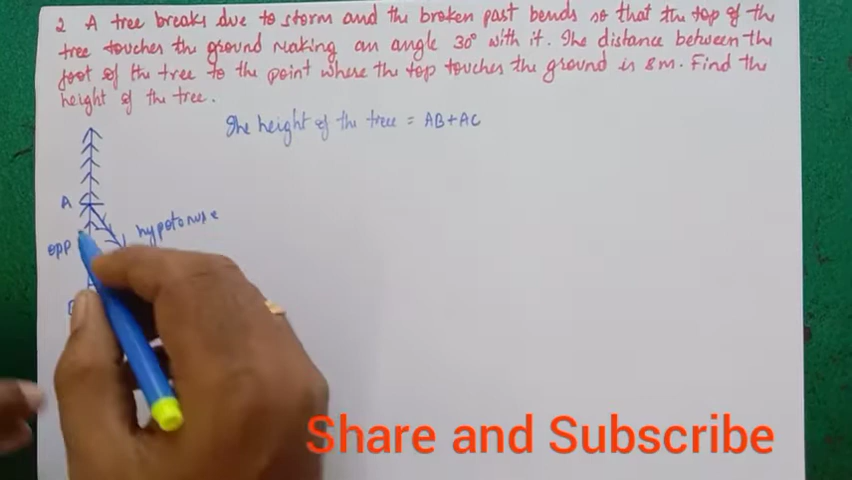 2 A tree breaks due to storm and the broken part bends so that the top of the
tree touches the ground making an angle 30° with it. The distance between the
foot of the tree to the point where the top touches the ground is 8m. Find the
height of the tree.
The height of the tree = AB+AC
A
hypotenuse
opp
Share and Subscribe